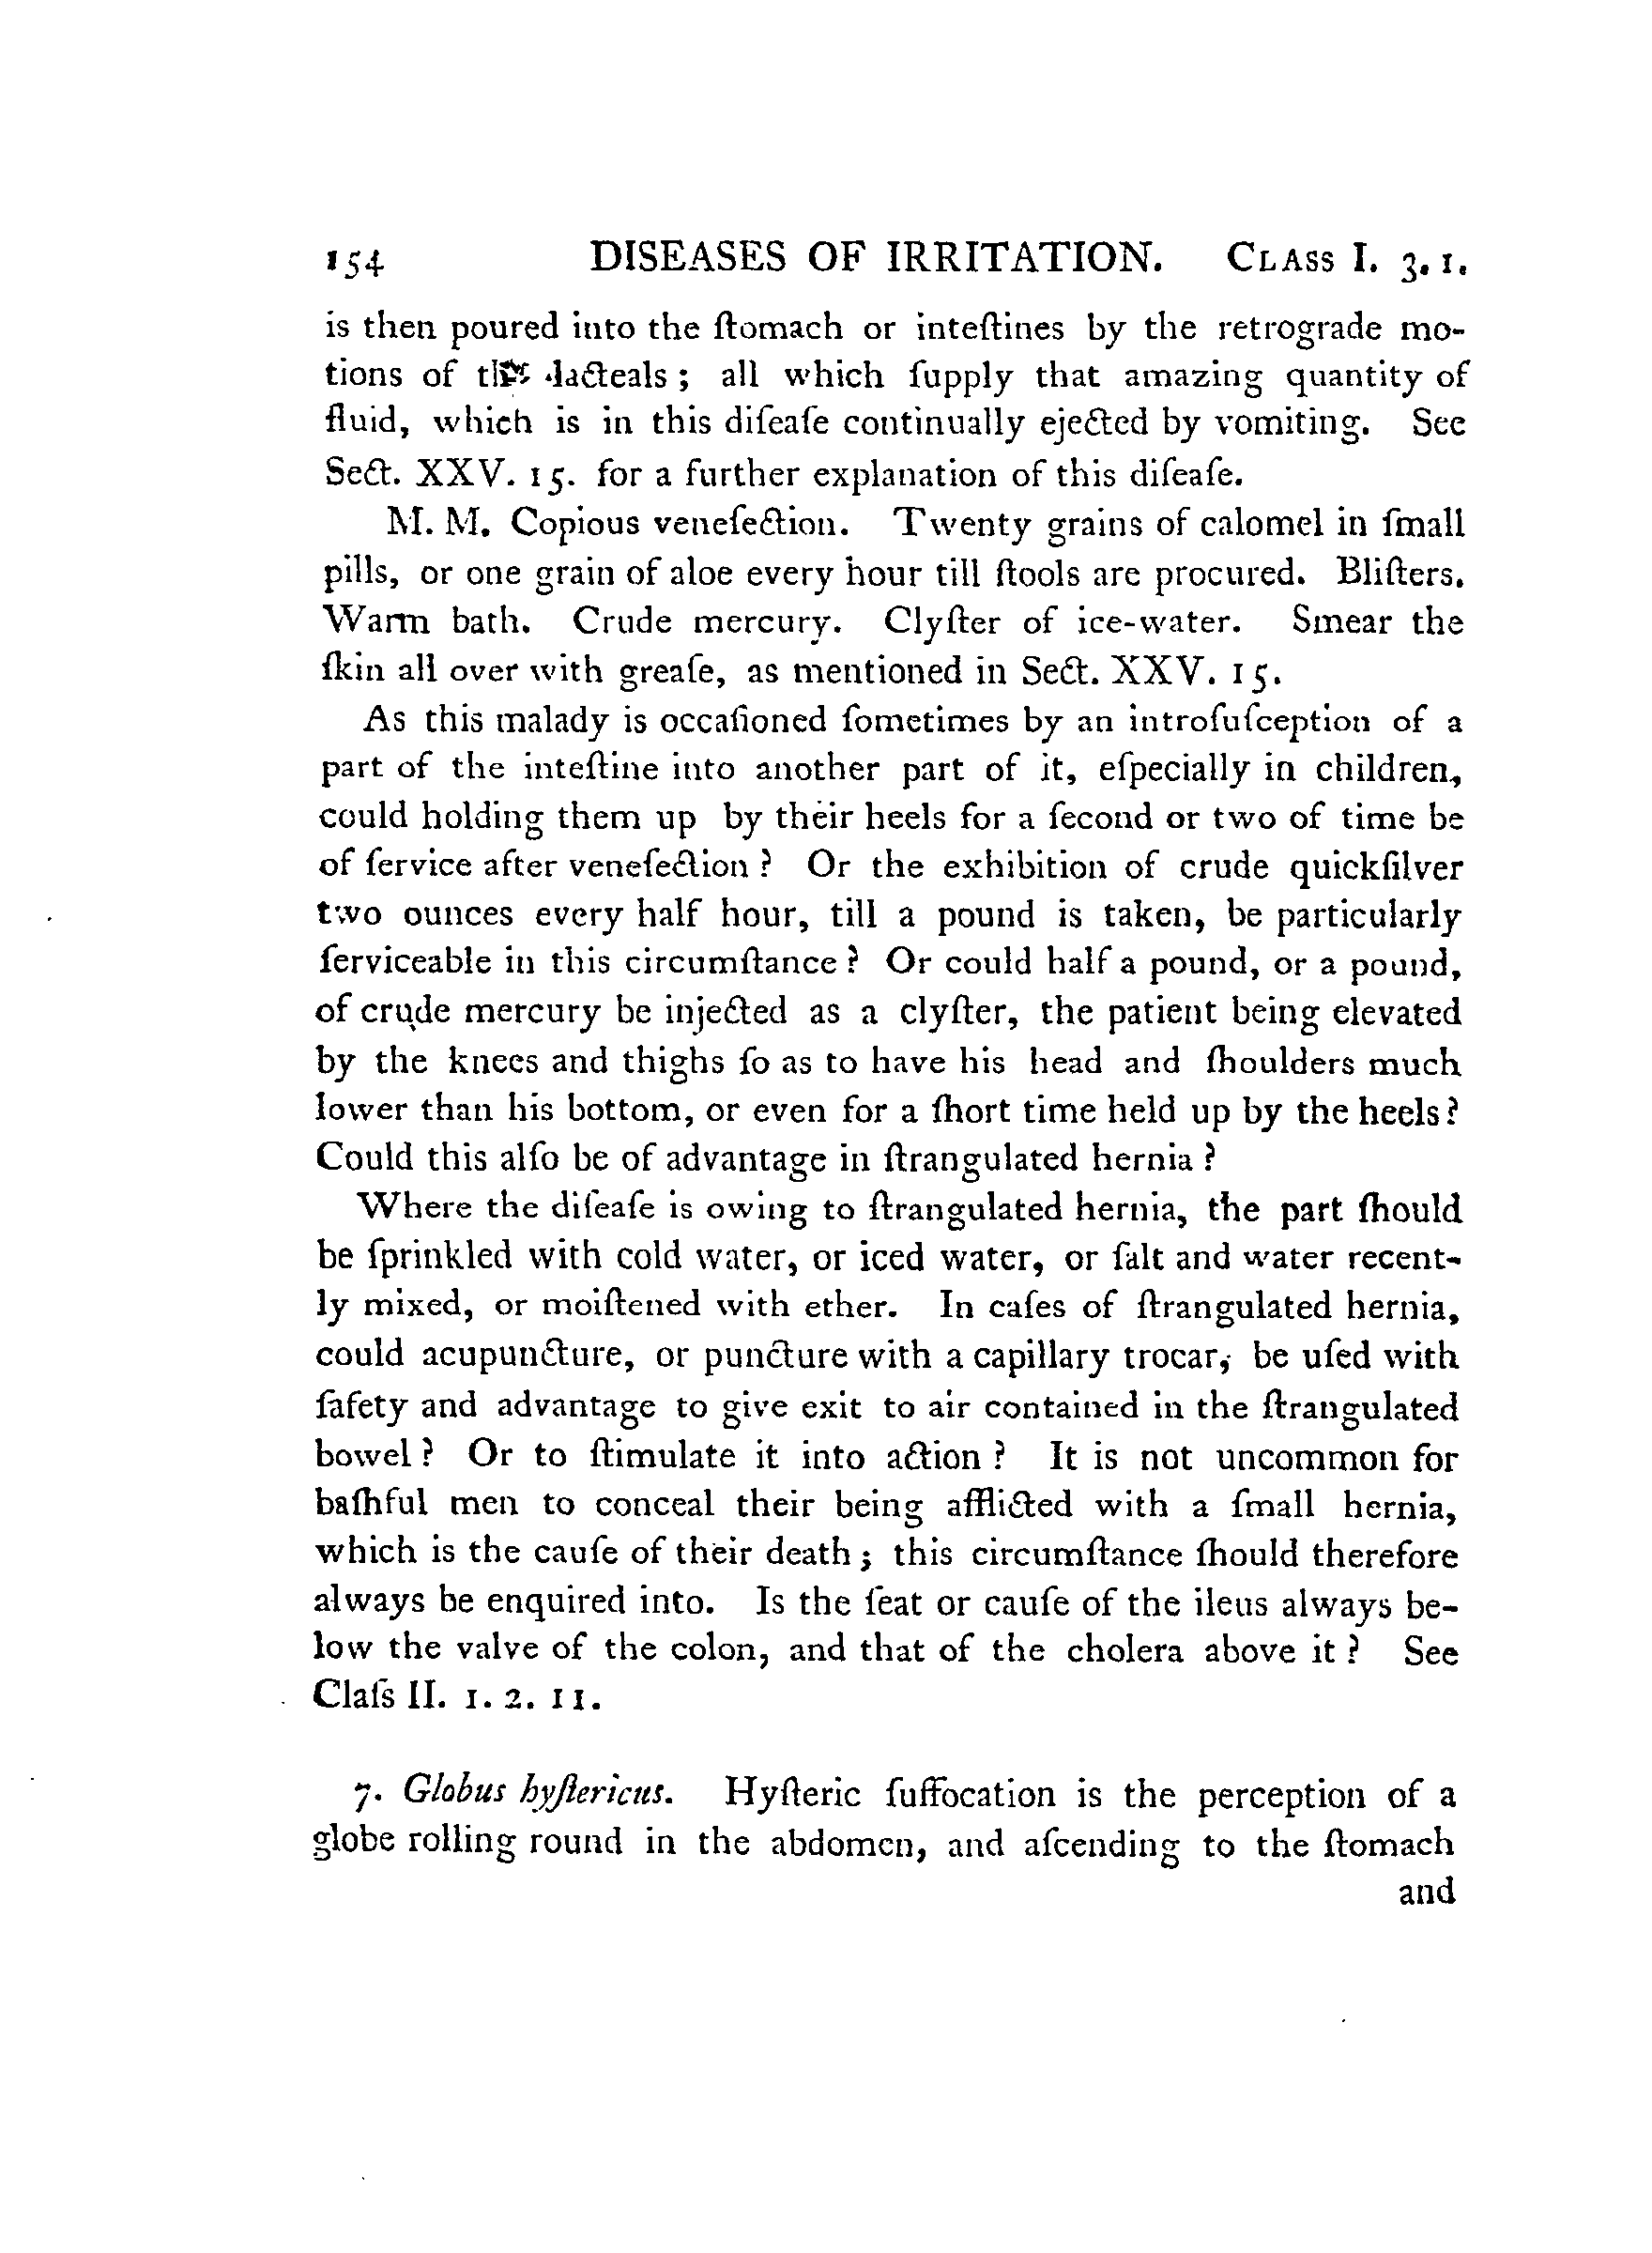 154 DISEASES OF IRRITATION. CLASS I. 3. 1.
is then poured into the ſtomach or inteſtines by the retrograde mo-
tions of lacteals; all which ſupply that amazing quantity of
fluid, which is in this diſeaſe continually ejected by vomiting. See
Sect. XXV. 15. for a further explanation of this diſeaſe.
M. M. Copious veneſection. Twenty grains of calomel in ſmall
pills, or one grain of aloe every hour till ſtools are procured. Bliſters.
Warm bath. Crude mercury. Clyſter of ice-water. Smear the
ſkin all over with greaſe, as mentioned in Sect. XXV. 15.
As this malady is occaſioned ſometimes by an introſuſception of a
part of the inteſtine into another part of it, eſpecially in children,
could holding them up by their heels for a ſecond or two of time be
of ſervice after veneſection? Or the exhibition of crude quickſilver
two ounces every half hour, till a pound is taken, be particularly
ſerviceable in this circumſtance? Or could half a pound, or a pound,
of crude mercury be injected as a clyſter, the patient being elevated
by the knees and thighs ſo as to have his head and ſhoulders much
lower than his bottom, or even for a ſhort time held up by the heels?
Could this alſo be of advantage in ſtrangulated hernia?
Where the diſeaſe is owing to ſtrangulated hernia, the part ſhould
be ſprinkled with cold water, or iced water, or ſalt and water recent-
ly mixed, or moiſtened with ether. In caſes of ſtrangulated hernia,
could acupuncture, or puncture with a capillary trocar, be uſed with
ſafety and advantage to give exit to air contained in the ſtrangulated
bowel? Or to ſtimulate it into action? It is not uncommon for
baſhful men to conceal their being afflicted with a ſmall hernia,
which is the cauſe of their death; this circumſtance ſhould therefore
always be enquired into. Is the ſeat or cauſe of the ileus always be-
low the valve of the colon, and that of the cholera above it? See
Claſs II. 1. 2. 11.
7. Globus hyſtericus. Hyſteric ſuffocation is the perception of a
globe rolling round in the abdomen, and aſcending to the ſtomach
and